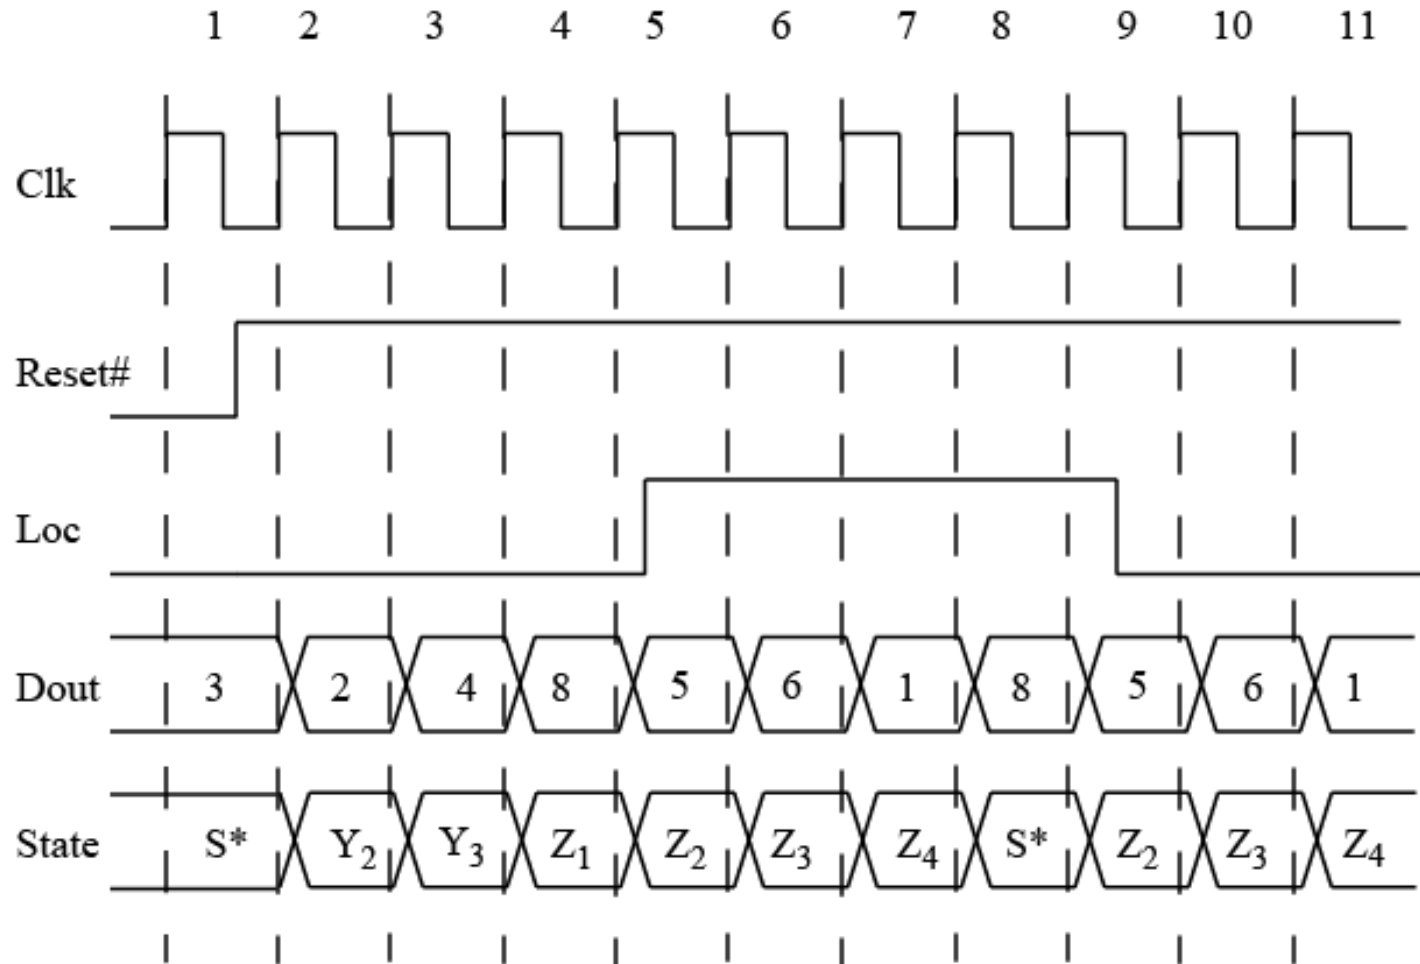 1 2 3 4 5 6 7 8 9 10 11
Clk
Reset#
Loc
Dout 3 2 4 8 5 6 1 8 5 6 1
State S* Y₂ Y₃ Z₁ Z₂ Z₃ Z₄ S* Z₂ Z₃ Z₄